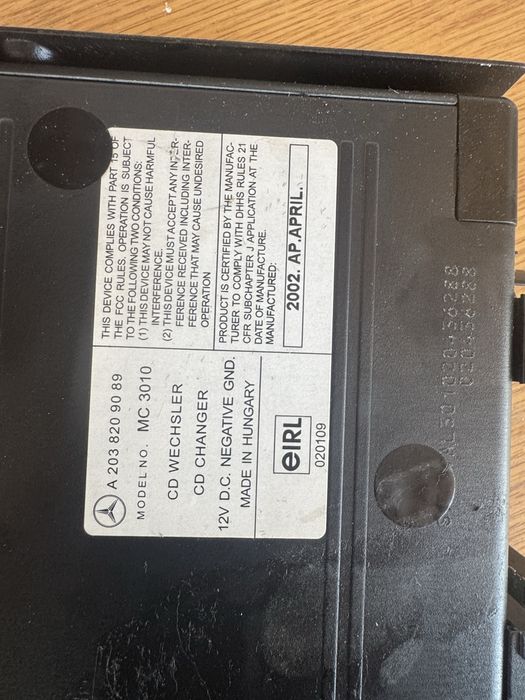 A 203 820 90 89
MODEL NO. MC 3010
CD WECHSLER
CD CHANGER
12V D.C. NEGATIVE GND.
MADE IN HUNGARY
eIRL
020109
THIS DEVICE COMPLIES WITH PART 15 OF
THE FCC RULES. OPERATION IS SUBJECT
TO THE FOLLOWING TWO CONDITIONS:
(1) THIS DEVICE MAY NOT CAUSE HARMFUL
INTERFERENCE.
(2) THIS DEVICE MUST ACCEPT ANY INTER-
FERENCE RECEIVED INCLUDING INTER-
FERENCE THAT MAY CAUSE UNDESIRED
OPERATION
PRODUCT IS CERTIFIED BY THE MANUFAC-
TURER TO COMPLY WITH DHHS RULES 21
CFR SUBCHAPTER J APPLICATION AT THE
DATE OF MANUFACTURE.
MANUFACTURED:
2002. AP.APRIL.